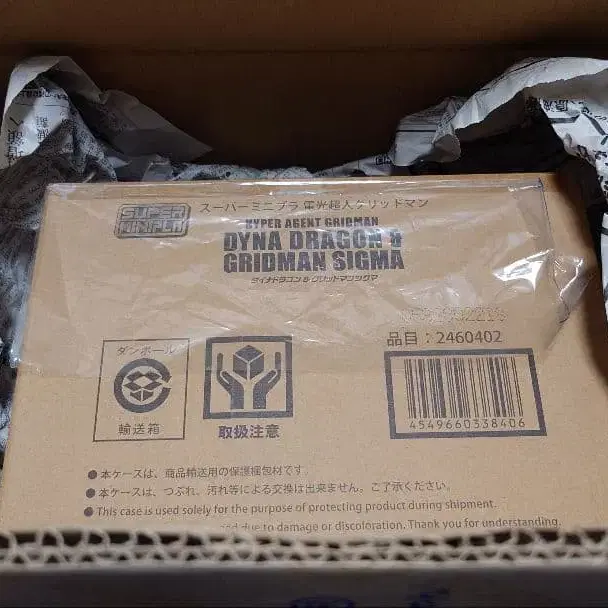 SUPER MINIPLA
スーパーミニプラ 電光超人グリッドマン
HYPER AGENT GRIDMAN
DYNA DRAGON &
GRIDMAN SIGMA
ダイナドラゴン&グリッドマンシグマ
品目:2460402
4549660338406
ダンボール
輸送箱
取扱注意
●本ケースは、商品輸送用の保護梱包材です。
●本ケースは、つぶれ、汚れ等による交換は出来ません。ご了承ください。
●This case is used solely for the purpose of protecting product during shipment.
due to damage or discoloration. Thank you for understanding.